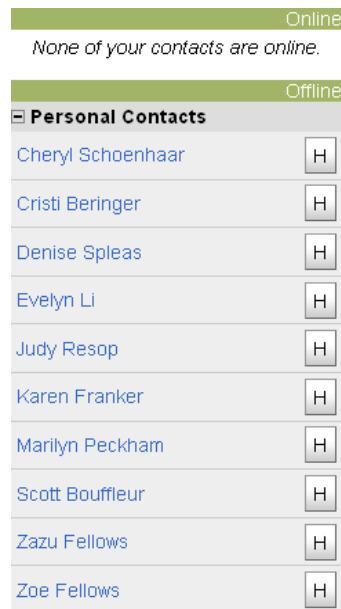 Online
None of your contacts are online.
Offline
Personal Contacts
Cheryl Schoenhaar H
Cristi Beringer H
Denise Spleas H
Evelyn Li H
Judy Resop H
Karen Franker H
Marilyn Peckham H
Scott Bouffleur H
Zazu Fellows H
Zoe Fellows H